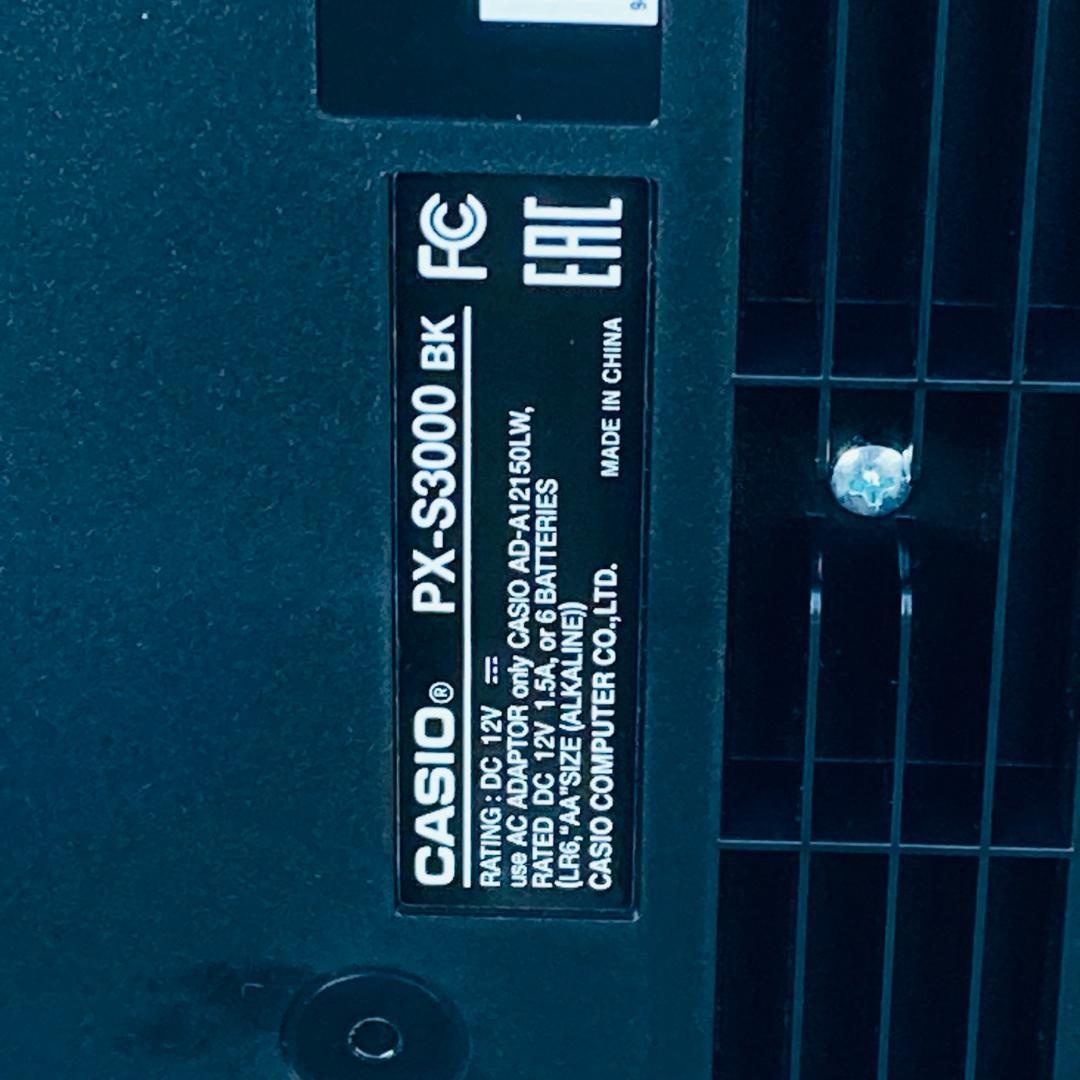 CASIO® PX-S3000 BK FC
RATING : DC 12V ⎓
use AC ADAPTOR only CASIO AD-A12150LW,
RATED DC 12V 1.5A, or 6 BATTERIES
(LR6,"AA"SIZE (ALKALINE))
CASIO COMPUTER CO.,LTD. MADE IN CHINA
EAC